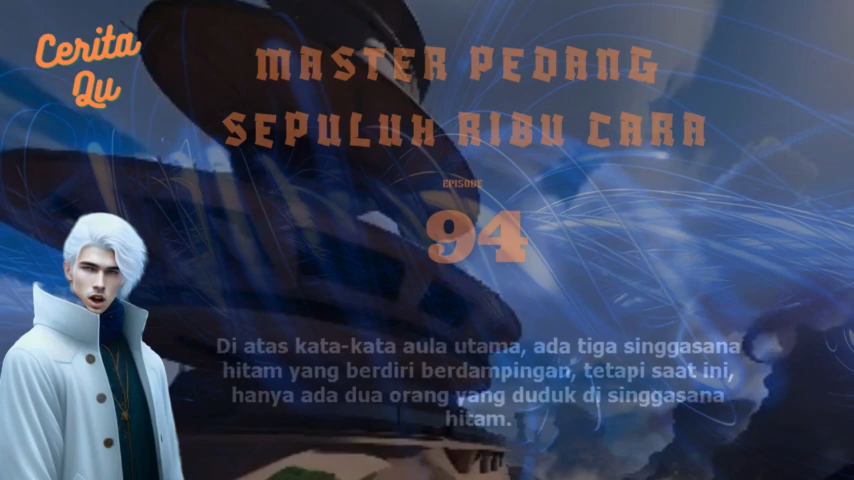 Cerita
Qu
MASTER PEDANG
SEPULUH RIBU CARA
EPISODE
94
Di atas kata-kata aula utama, ada tiga singgasana
hitam yang berdiri berdampingan, tetapi saat ini,
hanya ada dua orang yang duduk di singgasana
hitam.